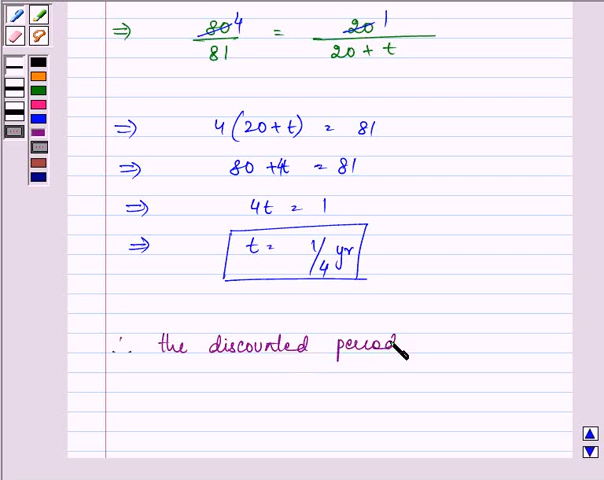 ⇒ 80 4 / 81 = 20 1 / 20 + t
⇒ 4(20+t) = 81
⇒ 80 + 4t = 81
⇒ 4t = 1
⇒ t = 1/4 yr
∴ the discounted period